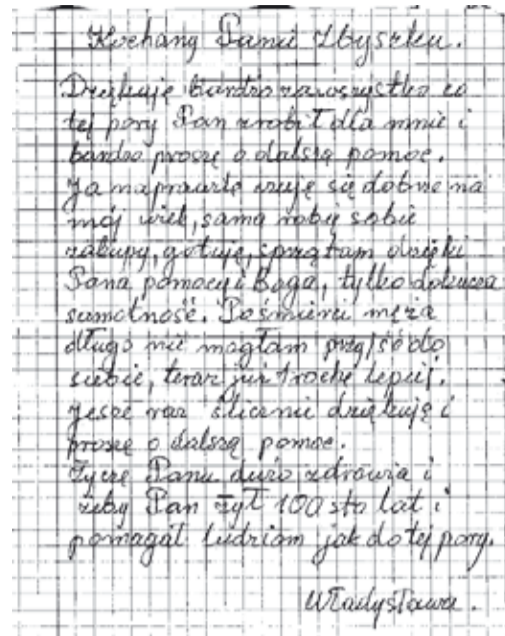 Kochany Panie Zbyszku.
Dziękuję bardzo za wszystko co
tej pory Pan zrobił dla mnie i
bardzo proszę o dalszą pomoc.
Ja naprawdę czuję się dobrze na
mój wiek, sama robię sobie
zakupy, gotuję, sprzątam dzięki
Pana pomocy i Boga, tylko dokucza
samotność. Po śmierci męża
długo nie mogłam przyjść do
siebie, teraz już trochę lepiej.
Jesze raz ślicznie dziękuję i
proszę o dalszą pomoc.
Życzę Panu dużo zdrowia i
żeby Pan żył 100 sto lat i
pomagał ludziom jak do tej pory.
Władysława.